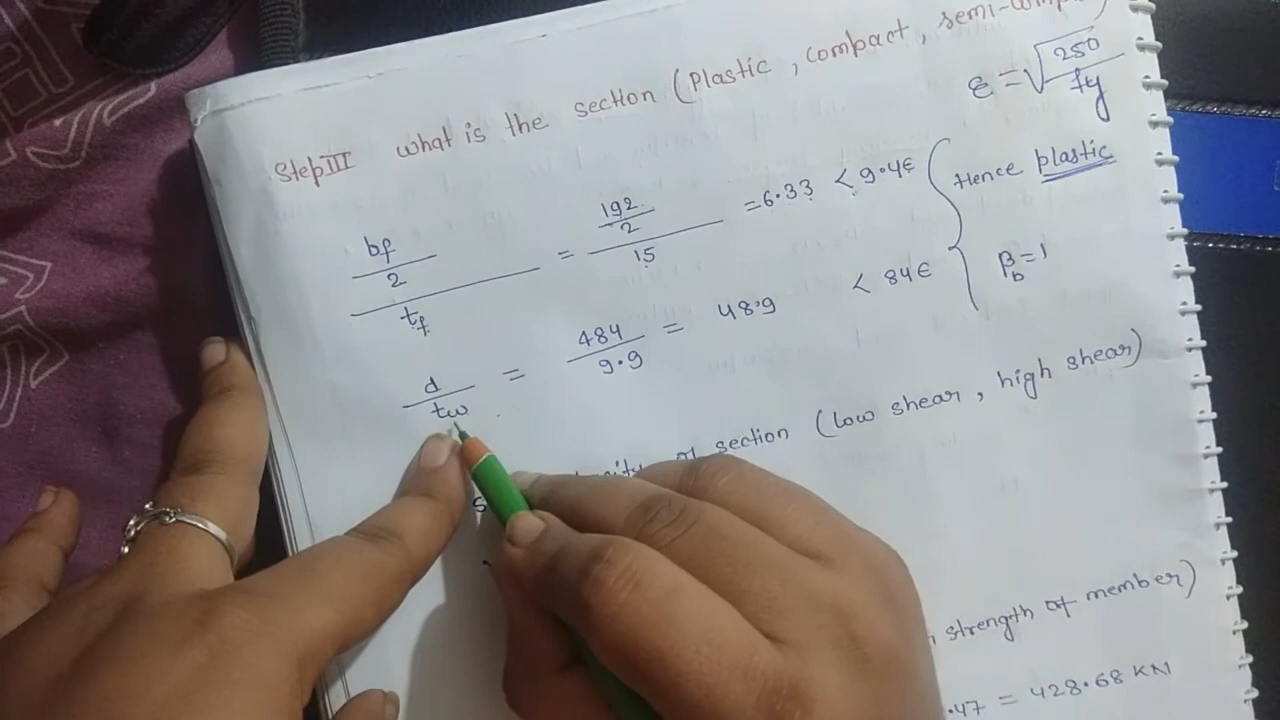 Step III what is the section (Plastic, compact, semi-
ε = √(250/fy)
(bf/2)/tf = (192/2)/15 = 6.33 < 9.4ε
Hence plastic
d/tw = 484/9.9 = 48.9 < 84ε
βb = 1
of section (low shear, high shear)
strength of member)
.47 = 428.68 KN